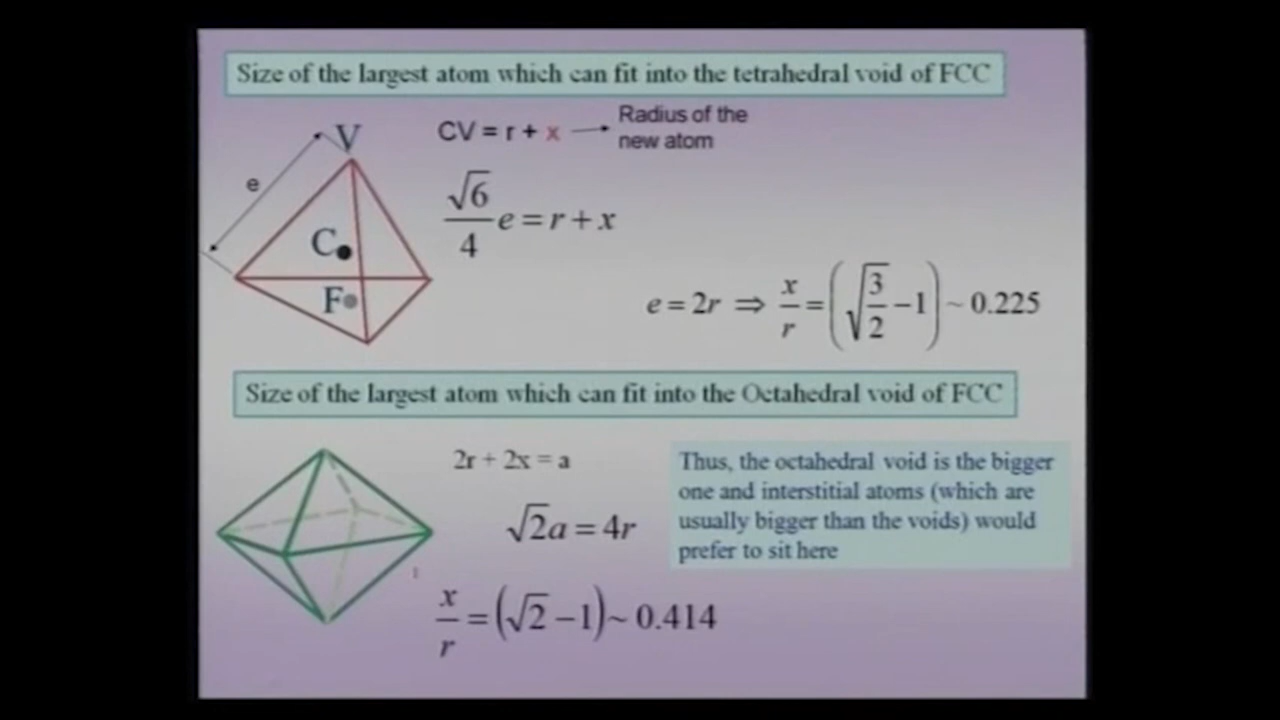 Size of the largest atom which can fit into the tetrahedral void of FCC
V
e
C
F
CV = r + x → Radius of the
new atom
√6/4 e = r + x
e = 2r ⇒ x/r = (√(3/2) − 1) ~ 0.225
Size of the largest atom which can fit into the Octahedral void of FCC
2r + 2x = a
√2a = 4r
x/r = (√2 − 1) ~ 0.414
Thus, the octahedral void is the bigger
one and interstitial atoms (which are
usually bigger than the voids) would
prefer to sit here